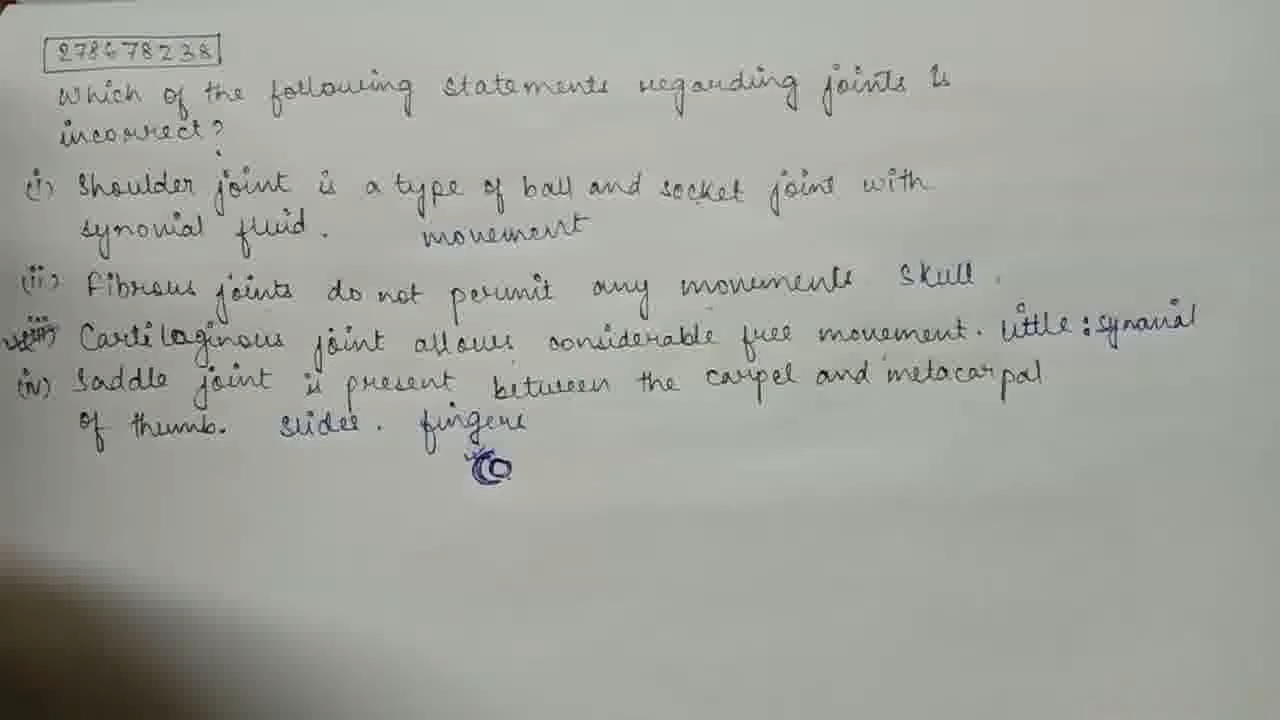 278678238
Which of the following statements regarding joints is
incorrect?
(i) Shoulder joint is a type of ball and socket joint with
synovial fluid. movement
(ii) Fibrous joints do not permit any movements skull.
(iii) Cartilaginous joint allows considerable free movement. little : synovial
(iv) Saddle joint is present between the carpel and metacarpal
of thumb. slides. fingers